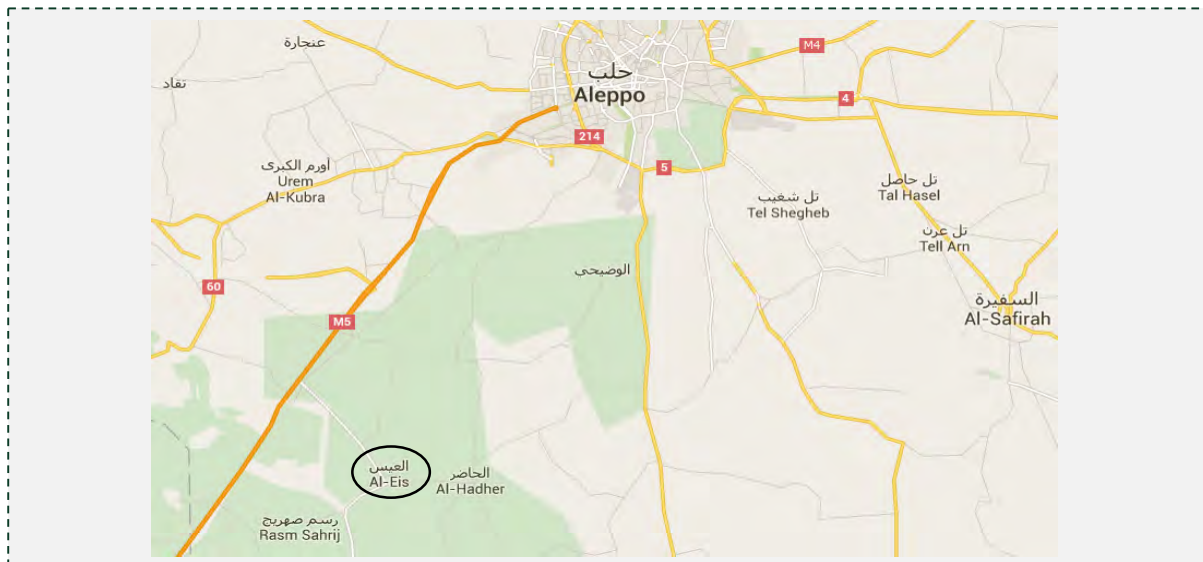 عنجارة
نقاد
حلب
Aleppo
M4
4
214
5
أورم الكبرى
Urem
Al-Kubra
تل شغيب
Tel Shegheb
تل حاصل
Tal Hasel
تل عرن
Tell Arn
الوضيحي
60
السفيرة
Al-Safirah
M5
العيس
Al-Eis
الحاضر
Al-Hadher
رسم صهريج
Rasm Sahrij